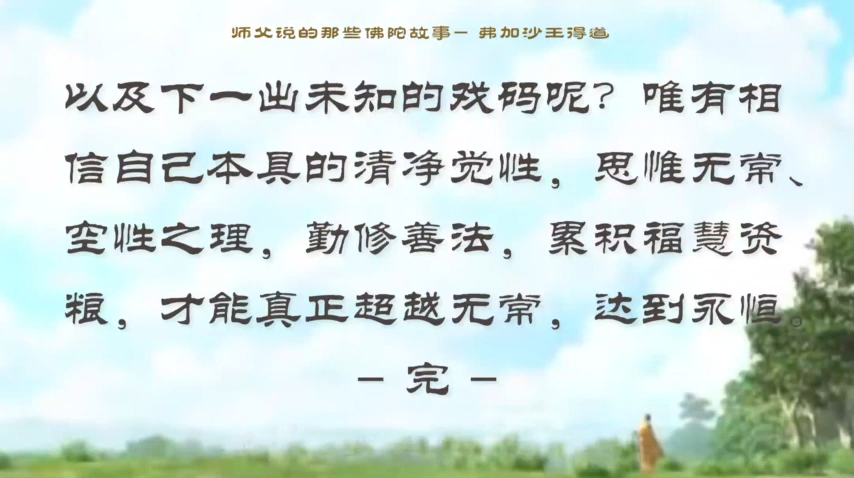 师父说的那些佛陀故事- 弗加沙王得道
以及下一出未知的戏码呢？唯有相
信自己本具的清净觉性，思惟无常、
空性之理，勤修善法，累积福慧资
粮，才能真正超越无常，达到永恒。
- 完 -